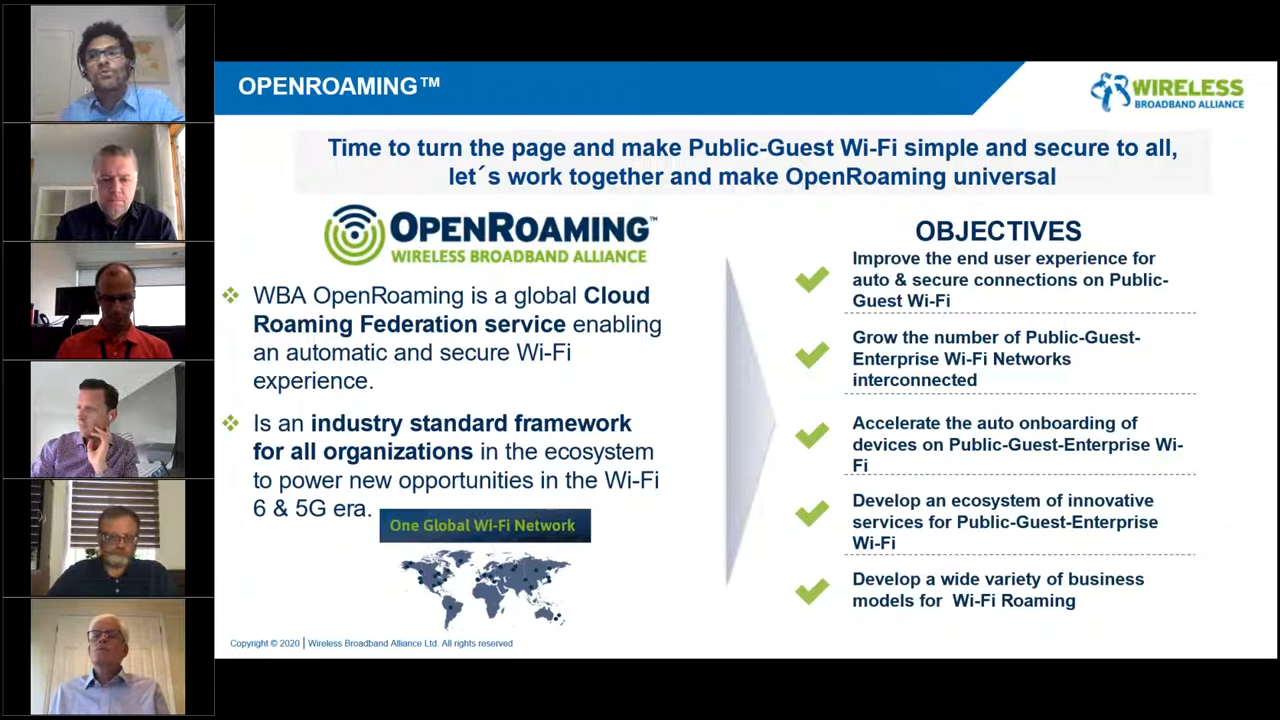 OPENROAMING™
WIRELESS
BROADBAND ALLIANCE
Time to turn the page and make Public-Guest Wi-Fi simple and secure to all,
let´s work together and make OpenRoaming universal
OPENROAMING™
WIRELESS BROADBAND ALLIANCE
WBA OpenRoaming is a global Cloud
Roaming Federation service enabling
an automatic and secure Wi-Fi
experience.
Is an industry standard framework
for all organizations in the ecosystem
to power new opportunities in the Wi-Fi
6 & 5G era.
One Global Wi-Fi Network
OBJECTIVES
Improve the end user experience for
auto & secure connections on Public-
Guest Wi-Fi
Grow the number of Public-Guest-
Enterprise Wi-Fi Networks
interconnected
Accelerate the auto onboarding of
devices on Public-Guest-Enterprise Wi-
Fi
Develop an ecosystem of innovative
services for Public-Guest-Enterprise
Wi-Fi
Develop a wide variety of business
models for Wi-Fi Roaming
Copyright © 2020 | Wireless Broadband Alliance Ltd. All rights reserved